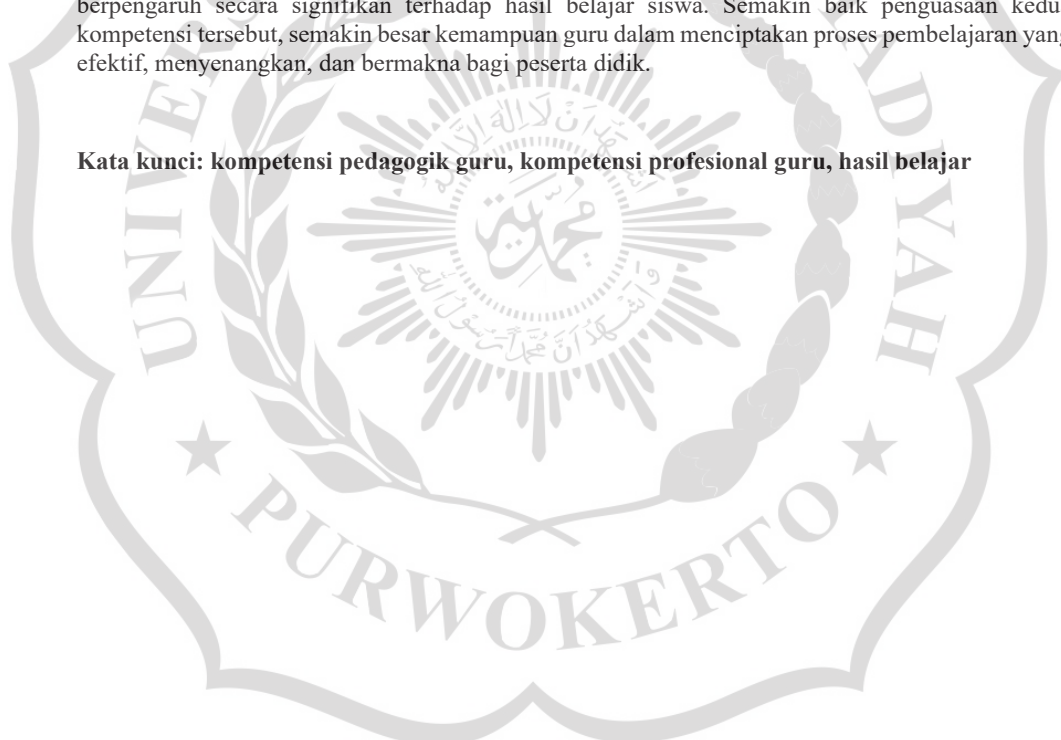 berpengaruh secara signifikan terhadap hasil belajar siswa. Semakin baik penguasaan
kompetensi tersebut, semakin besar kemampuan guru dalam menciptakan proses pembelajaran yang
efektif, menyenangkan, dan bermakna bagi peserta didik.
Kata kunci: kompetensi pedagogik guru, kompetensi profesional guru, hasil belajar
PURWOKERTO
محمد